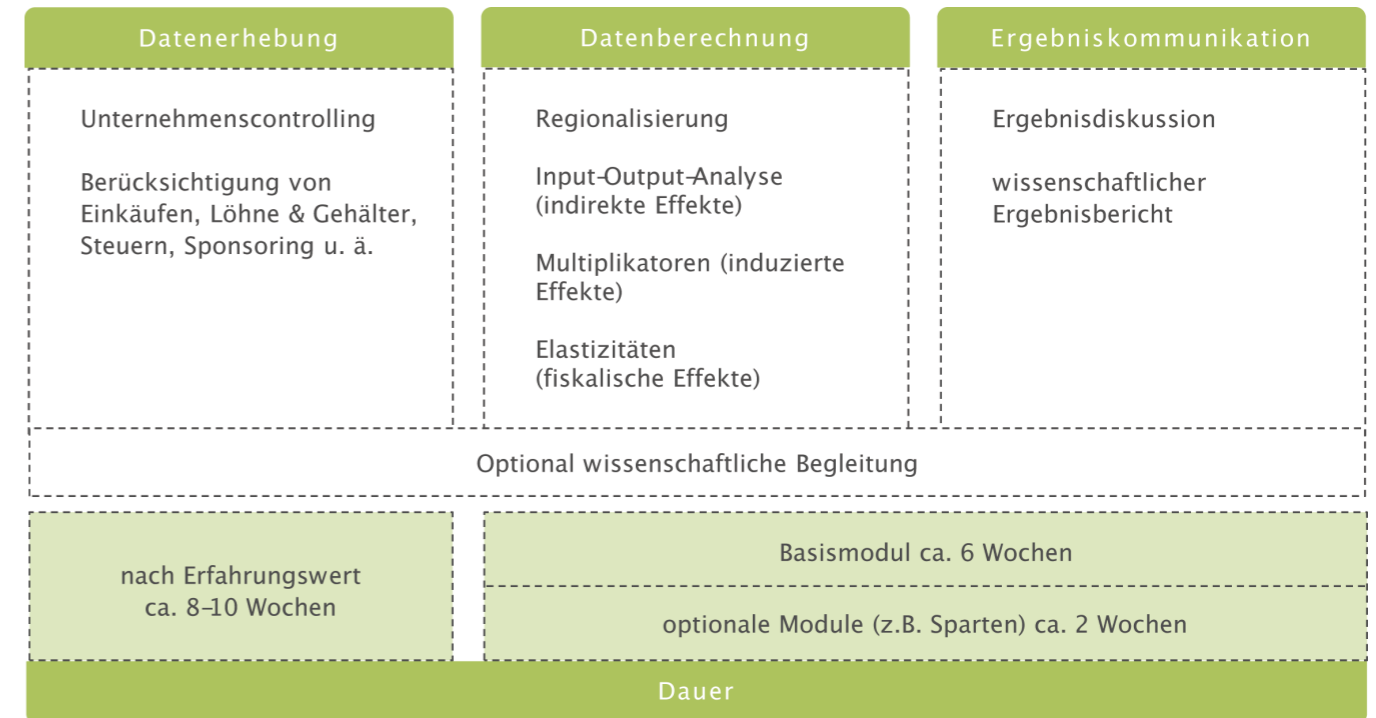 Datenerhebung
Unternehmenscontrolling
Berücksichtigung von
Einkäufen, Löhne & Gehälter,
Steuern, Sponsoring u. ä.
Datenberechnung
Regionalisierung
Input-Output-Analyse
(indirekte Effekte)
Multiplikatoren (induzierte
Effekte)
Elastizitäten
(fiskalische Effekte)
Ergebniskommunikation
Ergebnisdiskussion
wissenschaftlicher
Ergebnisbericht
Optional wissenschaftliche Begleitung
nach Erfahrungswert
ca. 8–10 Wochen
Basismodul ca. 6 Wochen
optionale Module (z.B. Sparten) ca. 2 Wochen
Dauer